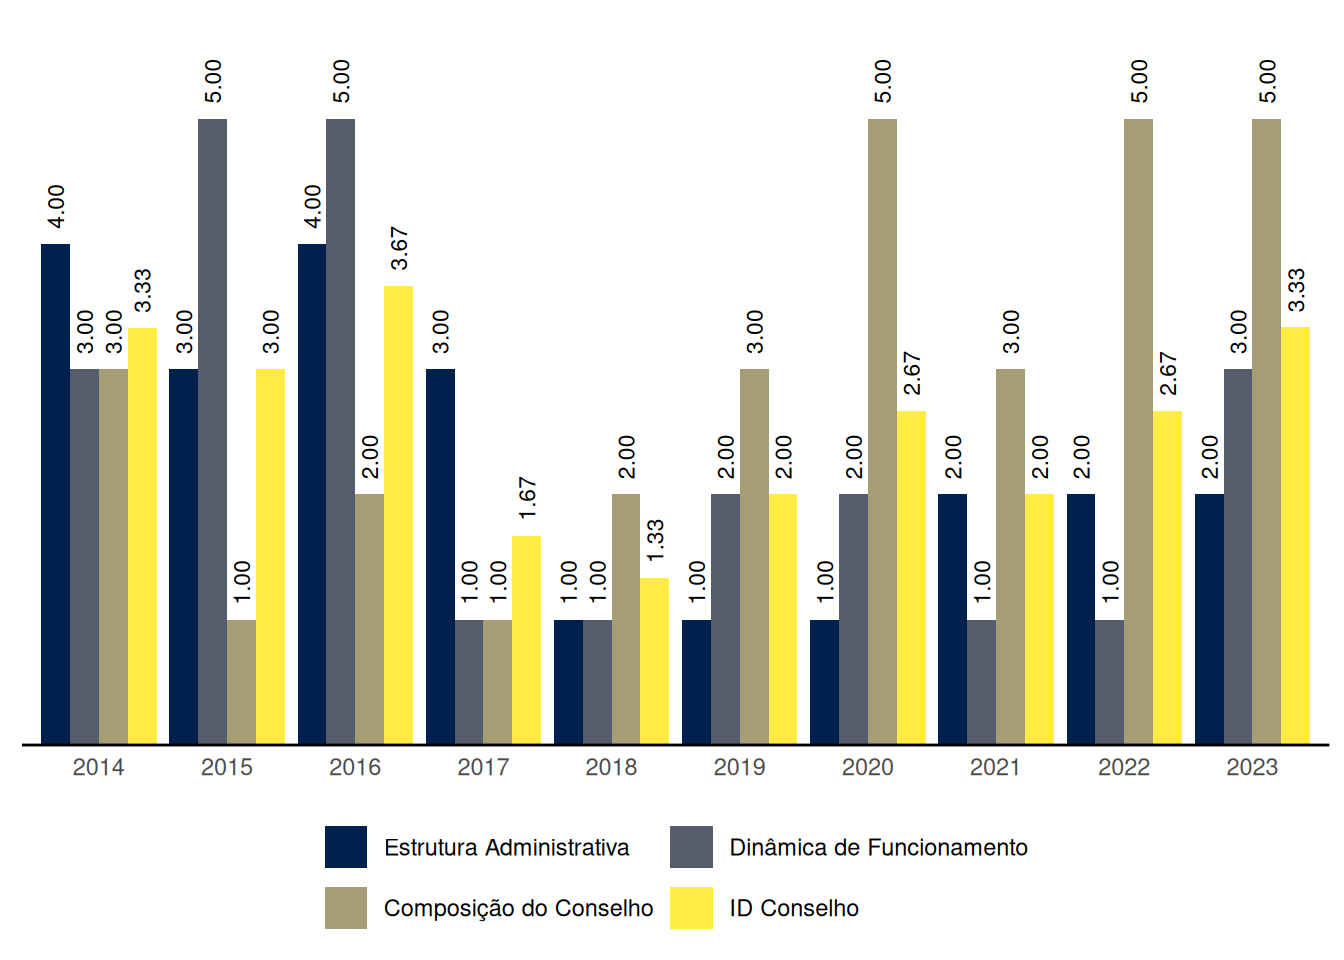 4.00 3.00 3.00 3.33 3.00 5.00 1.00 3.00 4.00 5.00 2.00 3.67 3.00 1.00 1.00 1.67 1.00 1.00 2.00 1.33 1.00 2.00 3.00 2.00 1.00 2.00 5.00 2.67 2.00 1.00 3.00 2.00 2.00 1.00 5.00 2.67 2.00 3.00 5.00 3.33
2014 2015 2016 2017 2018 2019 2020 2021 2022 2023
Estrutura Administrativa Dinâmica de Funcionamento
Composição do Conselho ID Conselho